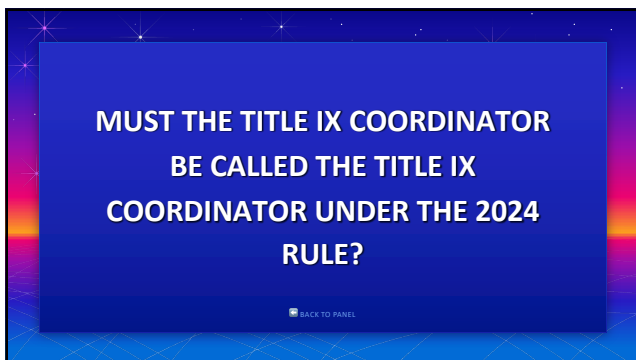 MUST THE TITLE IX COORDINATOR
BE CALLED THE TITLE IX
COORDINATOR UNDER THE 2024
RULE?
BACK TO PANEL